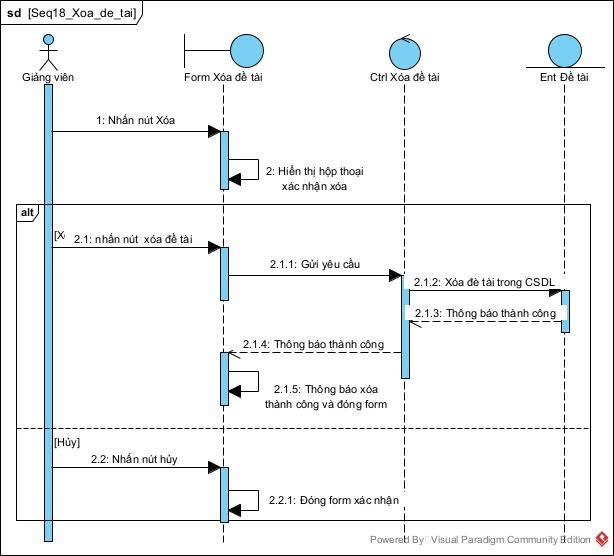 sd [Seq18_Xoa_de_tai]
Giảng viên
Form Xóa đề tài
Ctrl Xóa đề tài
Ent Đề tài
1: Nhấn nút Xóa
2: Hiển thị hộp thoại
xác nhận xóa
alt
2.1: nhấn nút xóa đề tài
2.1.1: Gửi yêu cầu
2.1.2: Xóa đè tài trong CSDL
2.1.3: Thông báo thành công
2.1.4: Thông báo thành công
2.1.5: Thông báo xóa
thành công và đóng form
[Hủy]
2.2: Nhấn nút hủy
2.2.1: Đóng form xác nhận
Powered By Visual Paradigm Community Edition